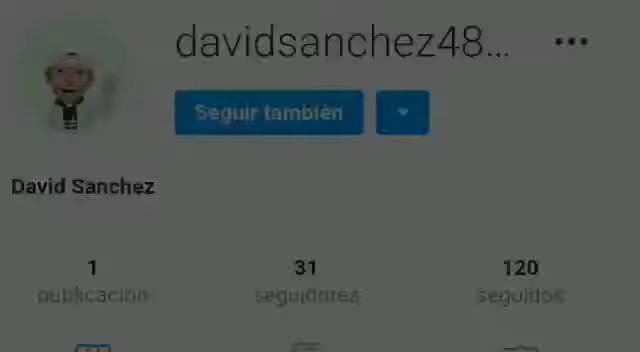 davidsanchez48...
Seguir también
David Sanchez
1 31 120
publicación seguidores seguidos